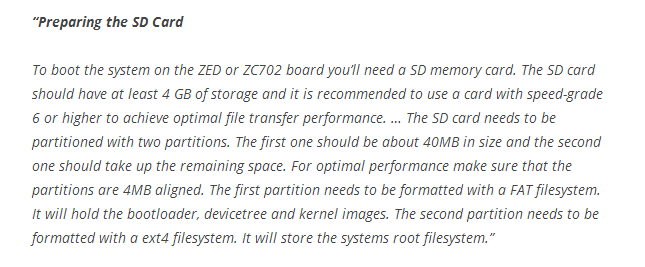 “Preparing the SD Card
To boot the system on the ZED or ZC702 board you’ll need a SD memory card. The SD card
should have at least 4 GB of storage and it is recommended to use a card with speed-grade
6 or higher to achieve optimal file transfer performance. … The SD card needs to be
partitioned with two partitions. The first one should be about 40MB in size and the second
one should take up the remaining space. For optimal performance make sure that the
partitions are 4MB aligned. The first partition needs to be formatted with a FAT filesystem.
It will hold the bootloader, devicetree and kernel images. The second partition needs to be
formatted with a ext4 filesystem. It will store the systems root filesystem.”